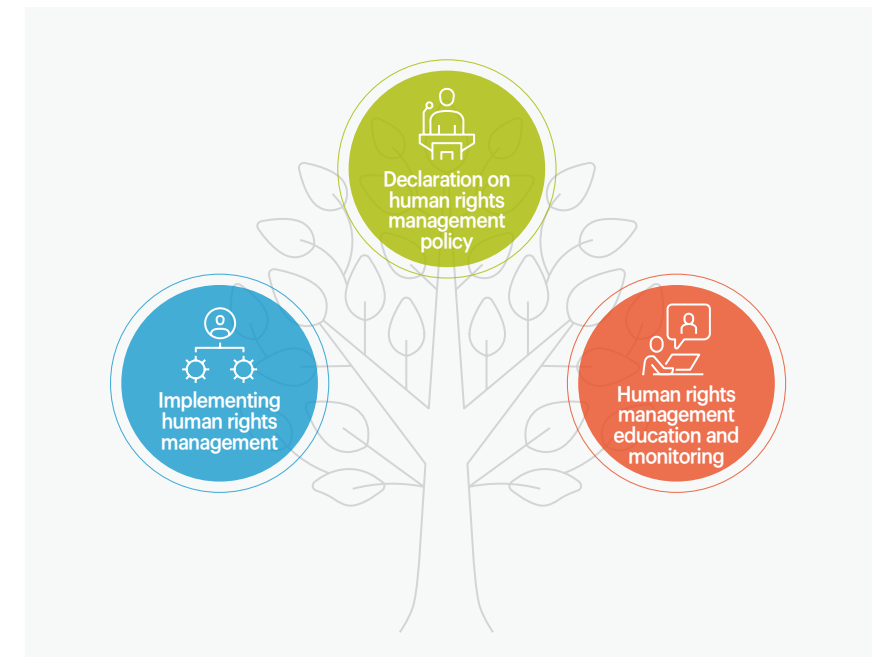 Declaration on
human rights
management
policy
Implementing
human rights
management
Human rights
management
education and
monitoring